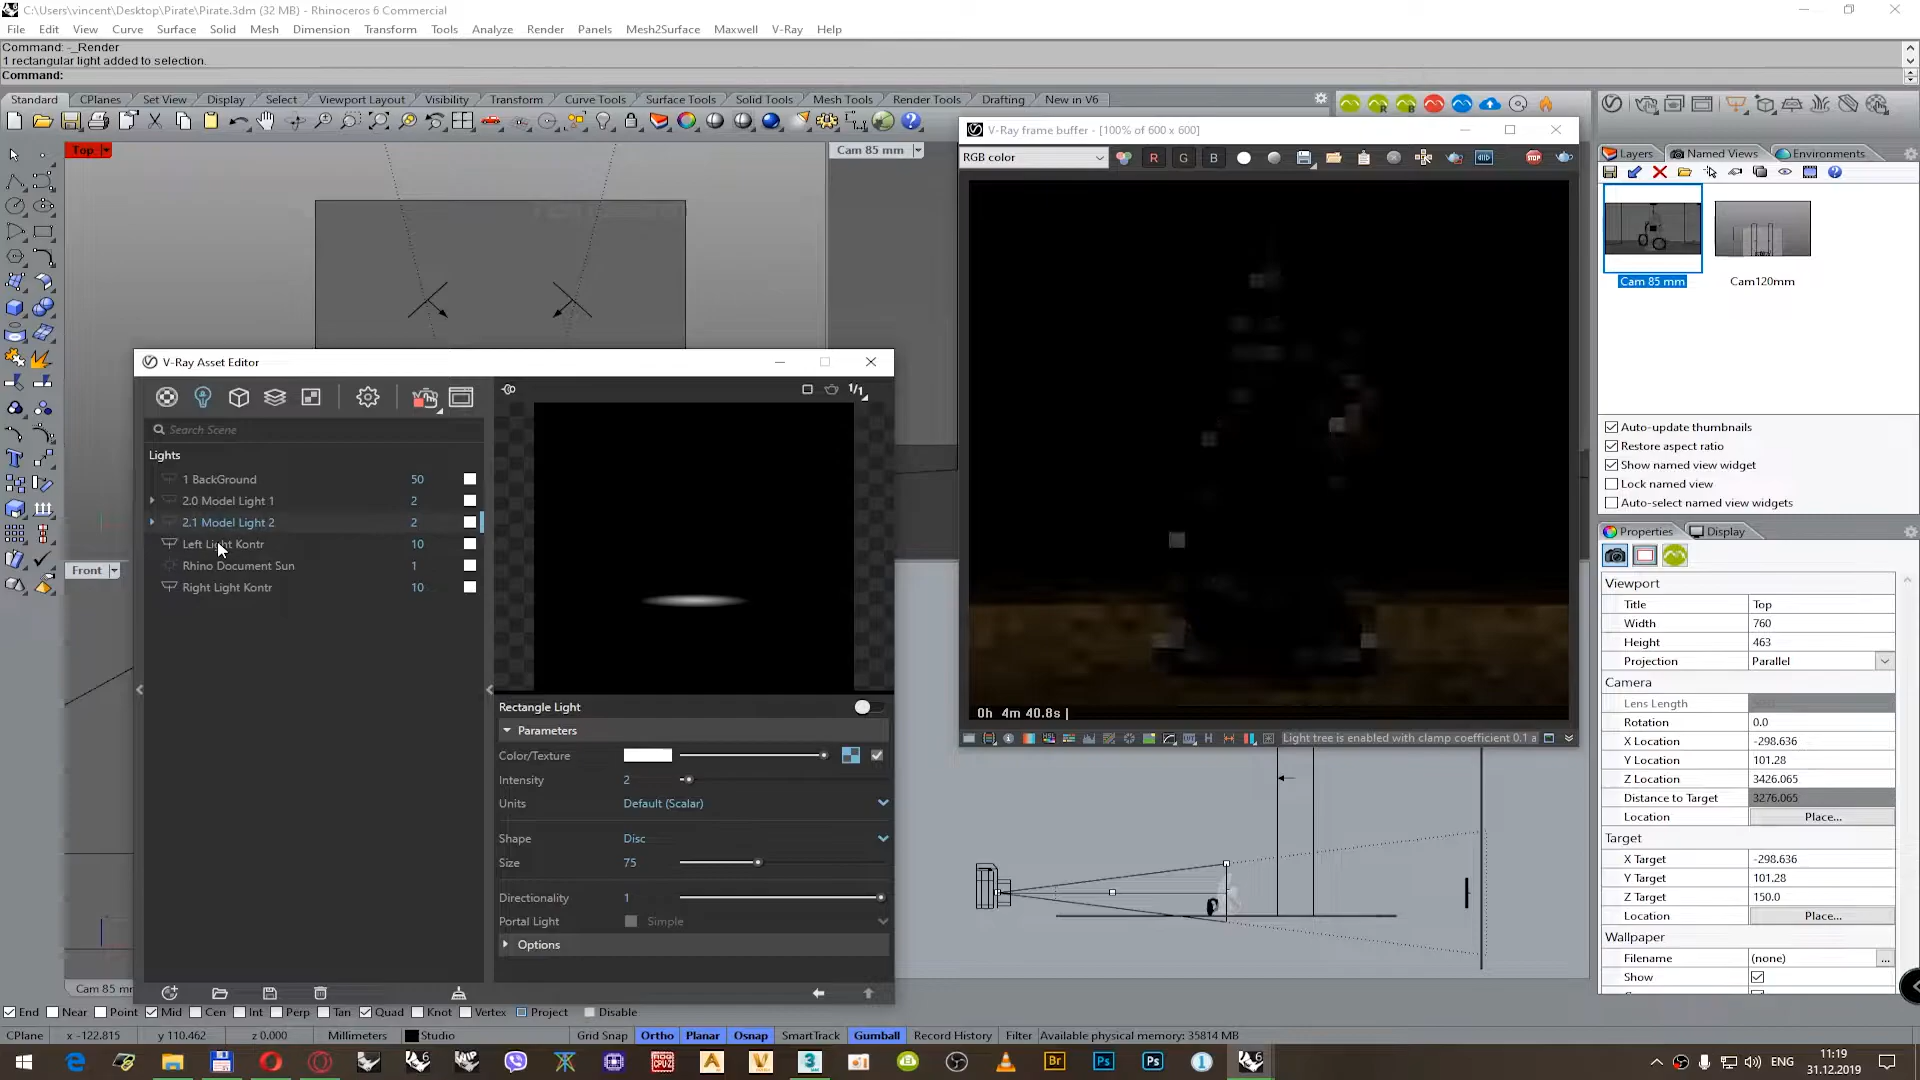 C:\Users\vincent\Desktop\Pirate\Pirate.3dm (32 MB) - Rhinoceros 6 Commercial
File Edit View Curve Surface Solid Mesh Dimension Transform Tools Analyze Render Panels Mesh2Surface Maxwell V-Ray Help
Command: -_Render
1 rectangular light added to selection.
Command:
Standard CPlanes Set View Display Select Viewport Layout Visibility Transform Curve Tools Surface Tools Solid Tools Mesh Tools Render Tools Drafting New in V6
Top
Cam 85 mm
V-Ray frame buffer - [100% of 600 x 600]
RGB color
R G B
STOP
0h 4m 40.8s |
Light tree is enabled with clamp coefficient 0.1 a
V-Ray Asset Editor
1/1
Search Scene
Lights
1 BackGround 50
2.0 Model Light 1 2
2.1 Model Light 2 2
Left Light Kontr 10
Rhino Document Sun 1
Right Light Kontr 10
Rectangle Light
Parameters
Color/Texture
Intensity 2
Units Default (Scalar)
Shape Disc
Size 75
Directionality 1
Portal Light Simple
Options
Front
Layers Named Views Environments
Cam 85 mm
Cam120mm
Auto-update thumbnails
Restore aspect ratio
Show named view widget
Lock named view
Auto-select named view widgets
Properties Display
Viewport
Title Top
Width 760
Height 463
Projection Parallel
Camera
Lens Length
Rotation 0.0
X Location -298.636
Y Location 101.28
Z Location 3426.065
Distance to Target 3276.065
Location Place...
Target
X Target -298.636
Y Target 101.28
Z Target 150.0
Location Place...
Wallpaper
Filename (none) ...
Show
Cam 85 mm
End Near Point Mid Cen Int Perp Tan Quad Knot Vertex Project Disable
CPlane x -122.815 y 110.462 z 0.000 Millimeters Studio Grid Snap Ortho Planar Osnap SmartTrack Gumball Record History Filter Available physical memory: 35814 MB
ENG
11:19
31.12.2019